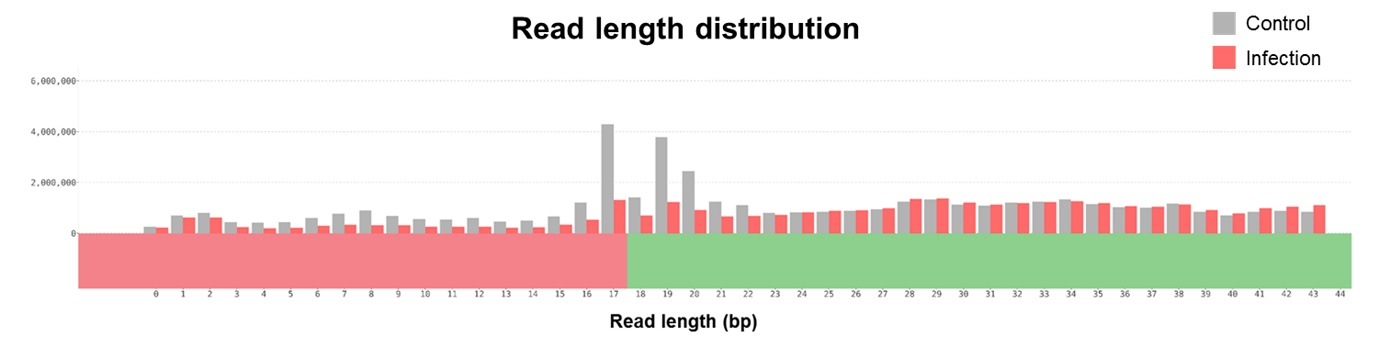 Read length distribution
Control
Infection
6,000,000
4,000,000
2,000,000
0
0 1 2 3 4 5 6 7 8 9 10 11 12 13 14 15 16 17 18 19 20 21 22 23 24 25 26 27 28 29 30 31 32 33 34 35 36 37 38 39 40 41 42 43 44
Read length (bp)